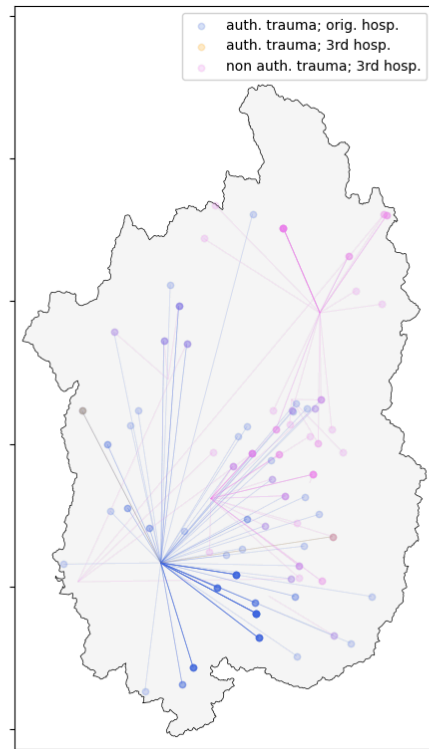 auth. trauma; orig. hosp.
auth. trauma; 3rd hosp.
non auth. trauma; 3rd hosp.